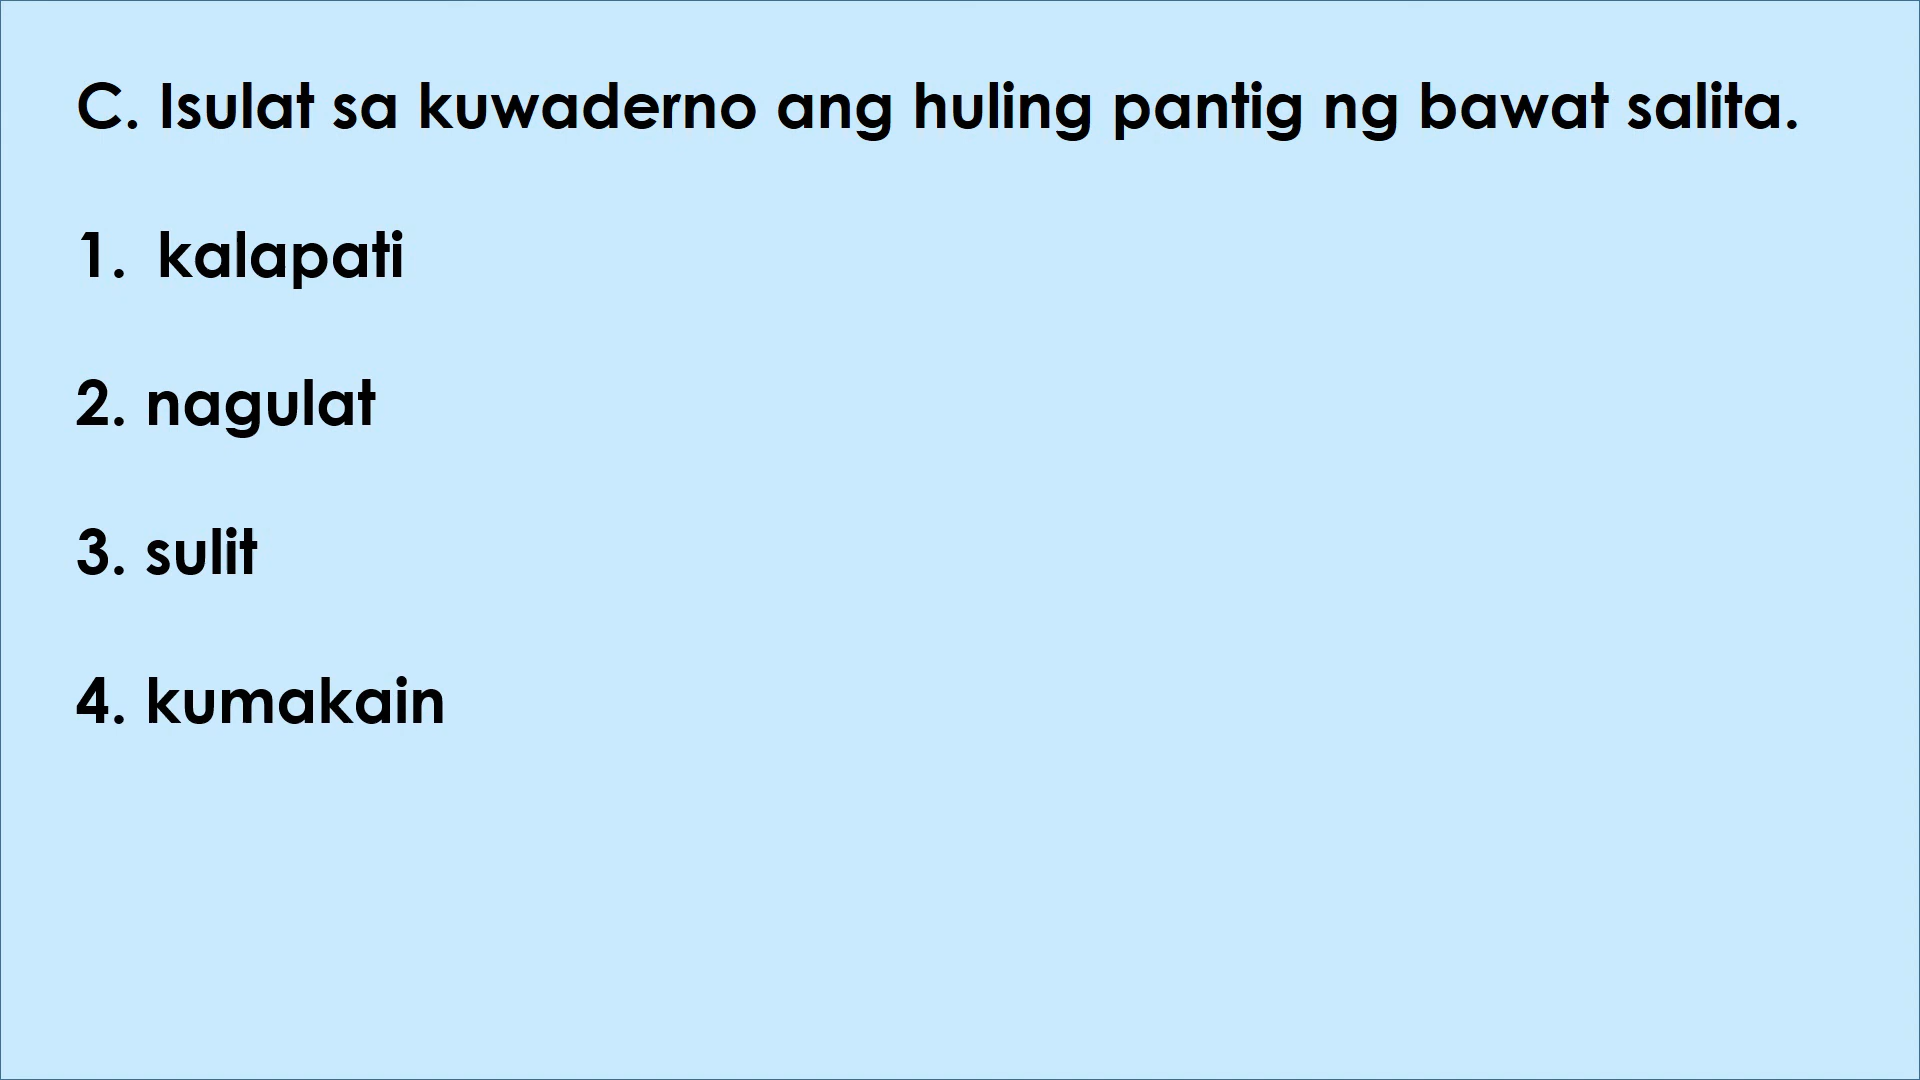 C. Isulat sa kuwaderno ang huling pantig ng bawat salita.
1. kalapati
2. nagulat
3. sulit
4. kumakain